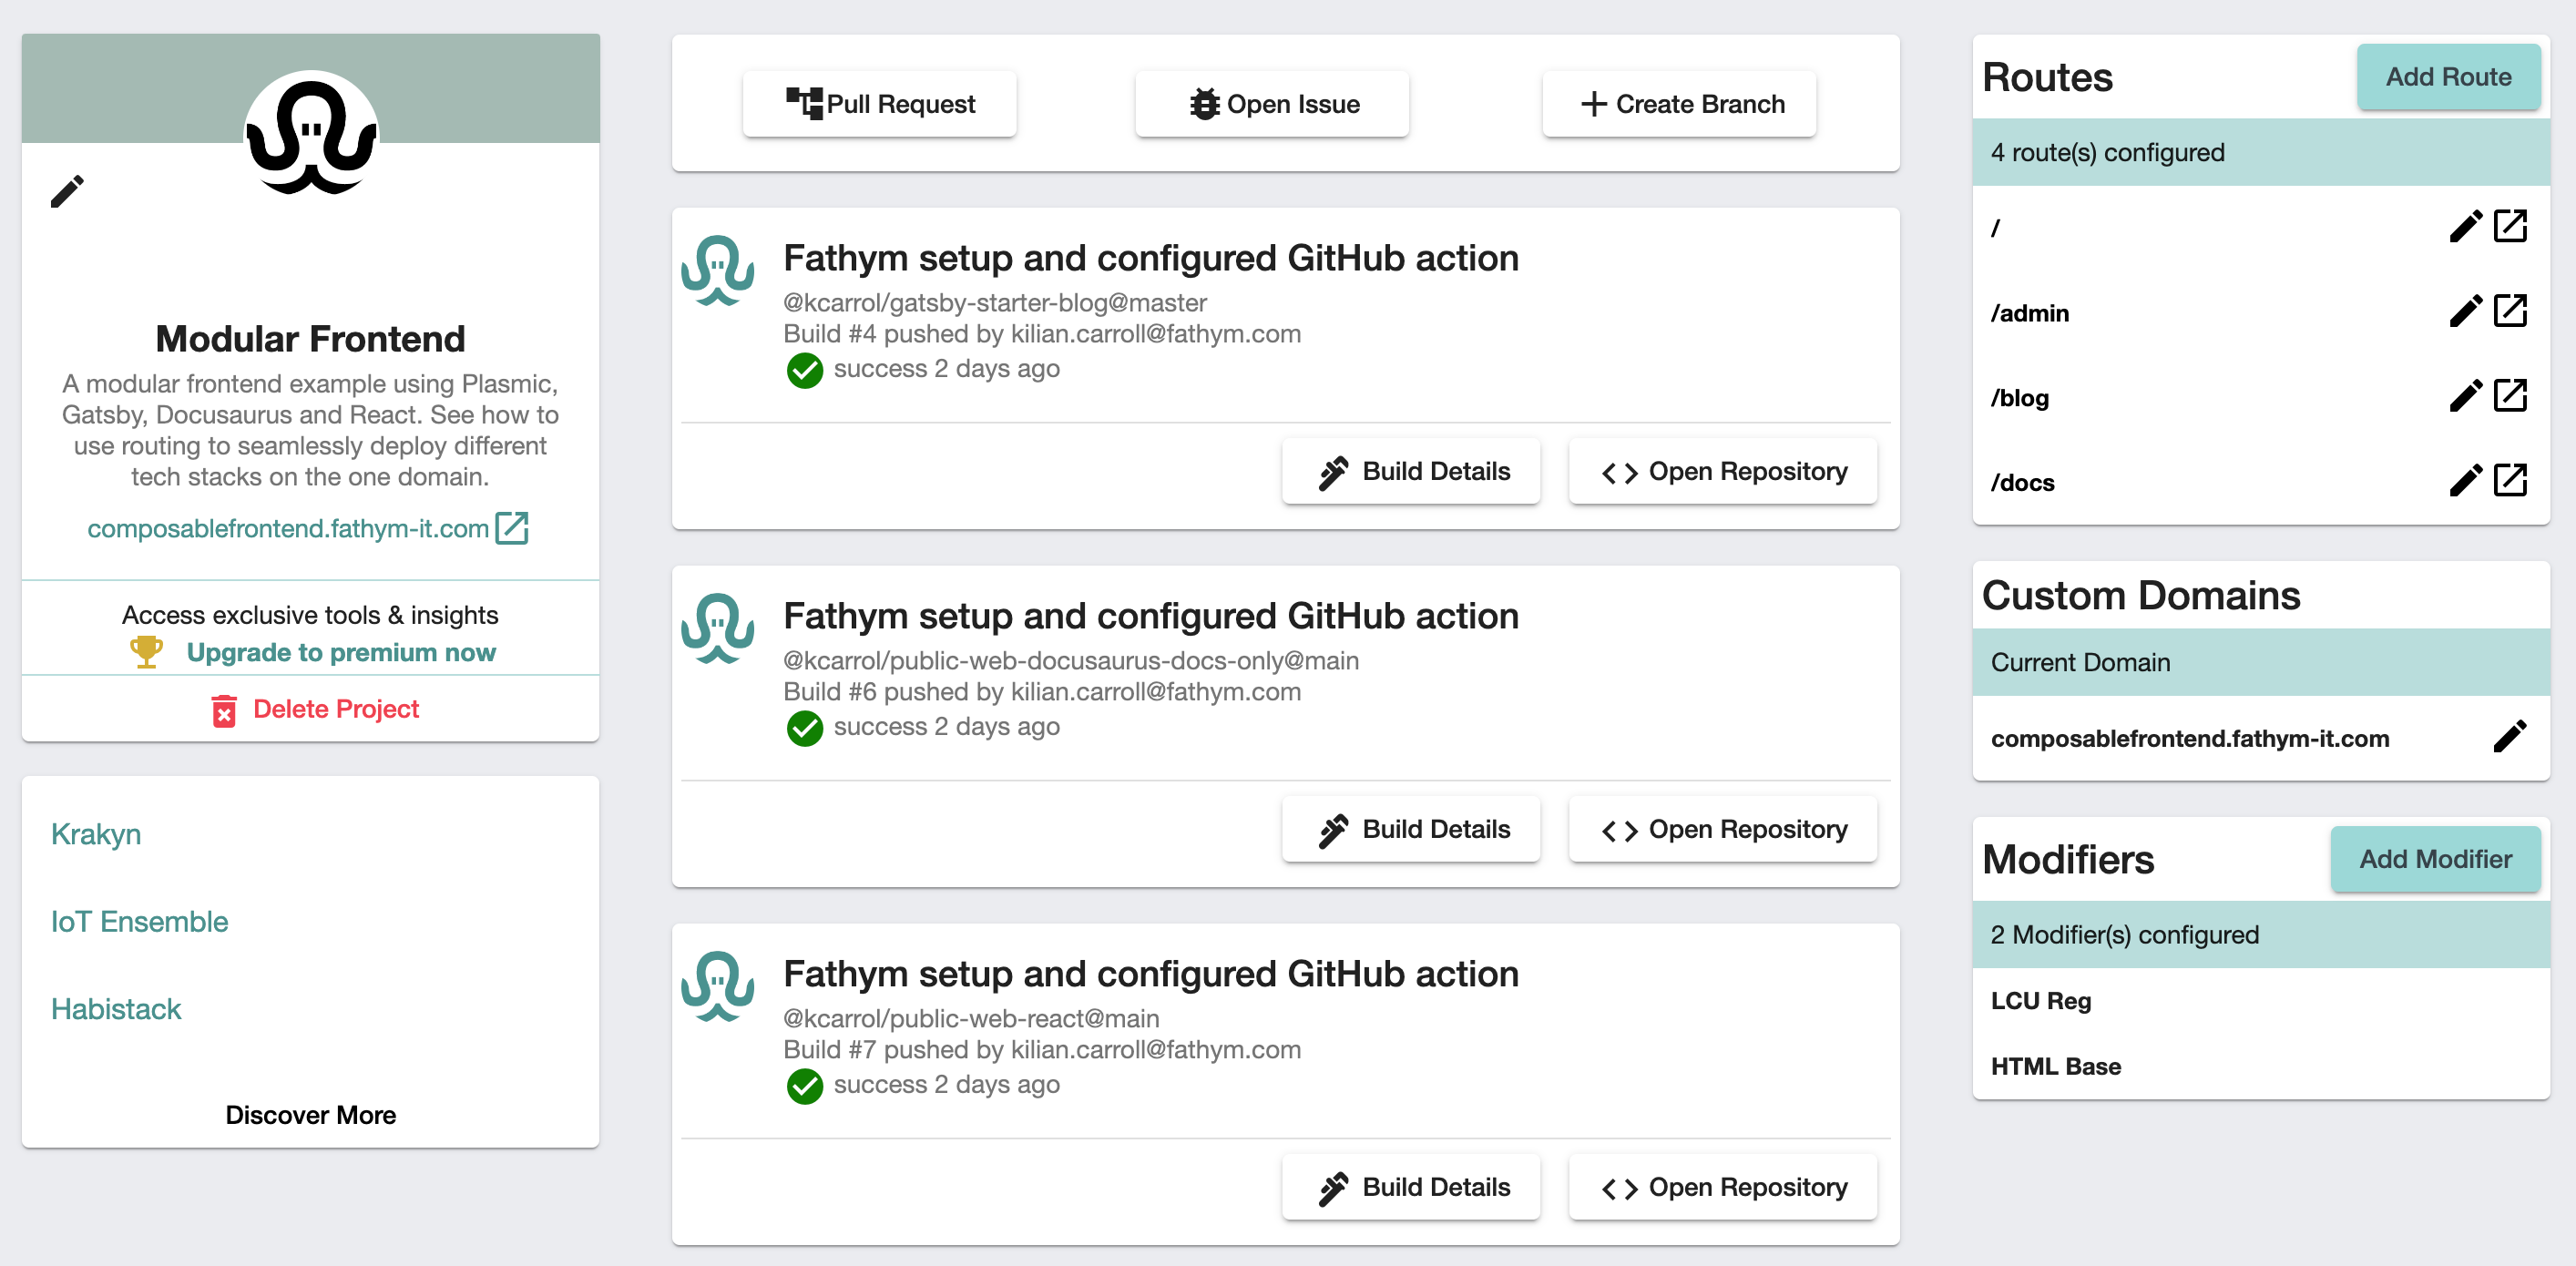 Modular Frontend
A modular frontend example using Plasmic,
Gatsby, Docusaurus and React. See how to
use routing to seamlessly deploy different
tech stacks on the one domain.
composablefrontend.fathym-it.com
Access exclusive tools & insights
Upgrade to premium now
Delete Project
Krakyn
IoT Ensemble
Habistack
Discover More
Pull Request
Open Issue
Create Branch
Fathym setup and configured GitHub action
@kcarrol/gatsby-starter-blog@master
Build #4 pushed by kilian.carroll@fathym.com
success 2 days ago
Build Details
Open Repository
Fathym setup and configured GitHub action
@kcarrol/public-web-docusaurus-docs-only@main
Build #6 pushed by kilian.carroll@fathym.com
success 2 days ago
Build Details
Open Repository
Fathym setup and configured GitHub action
@kcarrol/public-web-react@main
Build #7 pushed by kilian.carroll@fathym.com
success 2 days ago
Build Details
Open Repository
Routes
Add Route
4 route(s) configured
/
/admin
/blog
/docs
Custom Domains
Current Domain
composablefrontend.fathym-it.com
Modifiers
Add Modifier
2 Modifier(s) configured
LCU Reg
HTML Base